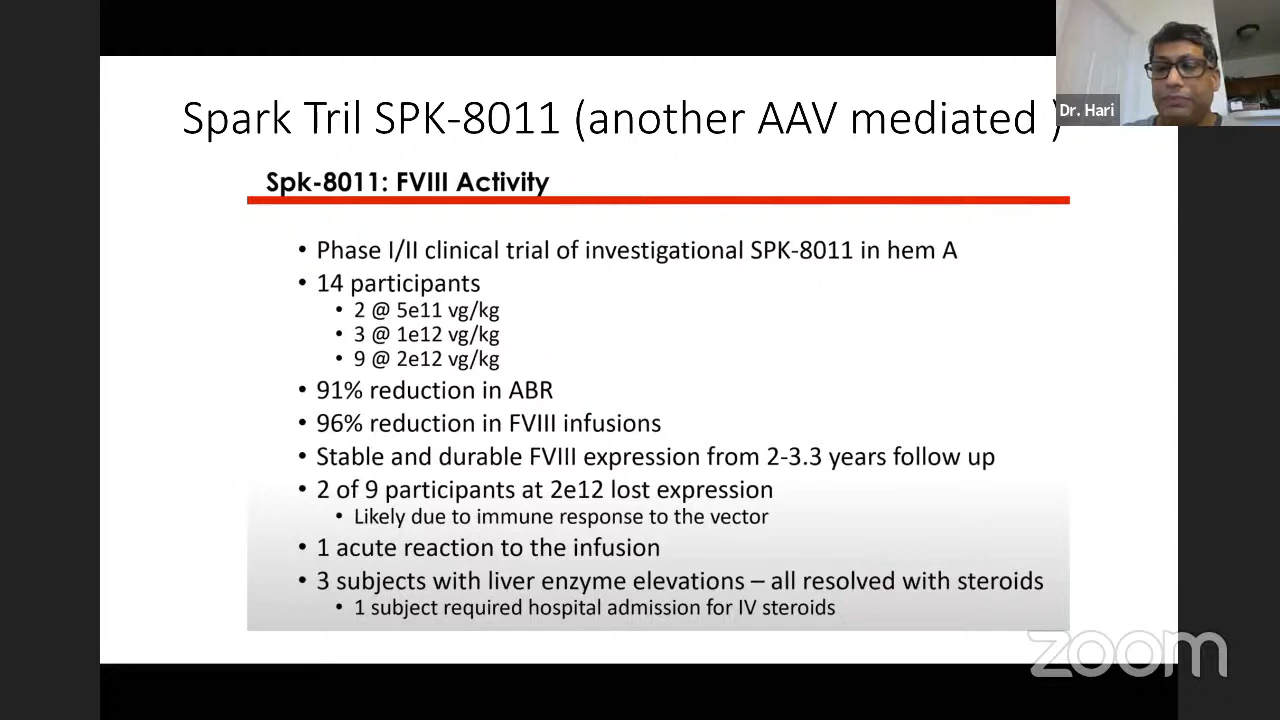 Spark Tril SPK-8011 (another AAV mediated )
Dr. Hari
Spk-8011: FVIII Activity
• Phase I/II clinical trial of investigational SPK-8011 in hem A
• 14 participants
• 2 @ 5e11 vg/kg
• 3 @ 1e12 vg/kg
• 9 @ 2e12 vg/kg
• 91% reduction in ABR
• 96% reduction in FVIII infusions
• Stable and durable FVIII expression from 2-3.3 years follow up
• 2 of 9 participants at 2e12 lost expression
• Likely due to immune response to the vector
• 1 acute reaction to the infusion
• 3 subjects with liver enzyme elevations – all resolved with steroids
• 1 subject required hospital admission for IV steroids
zoom